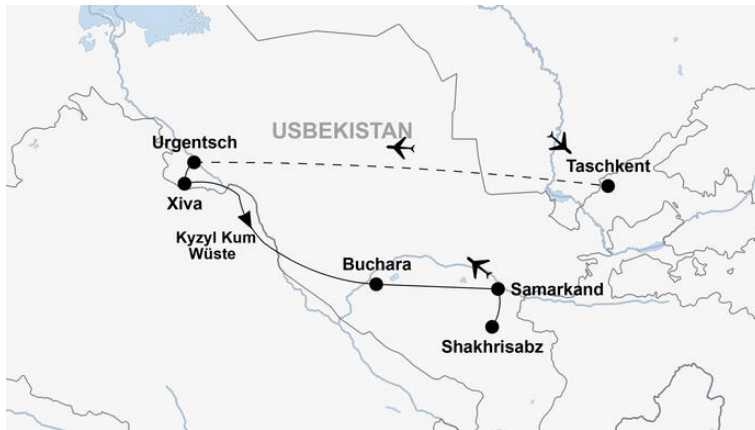 USBEKISTAN
Urgentsch
Taschkent
Xiva
Kyzyl Kum
Wüste
Buchara
Samarkand
Shakhrisabz